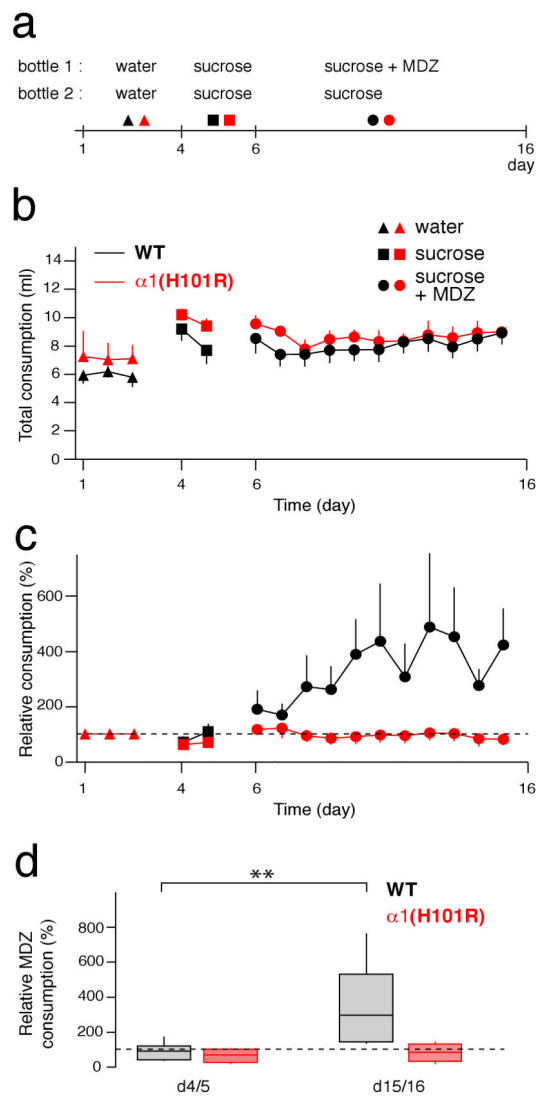 a
bottle 1 : water sucrose sucrose + MDZ
bottle 2 : water sucrose sucrose
1 4 6 16
day
b
WT
α1(H101R)
water
sucrose
sucrose
+ MDZ
Total consumption (ml)
14
12
10
8
6
4
2
0
1 4 6 16
Time (day)
c
Relative consumption (%)
600
400
200
0
1 4 6 16
Time (day)
d
**
WT
α1(H101R)
Relative MDZ
consumption (%)
800
600
400
200
0
d4/5 d15/16